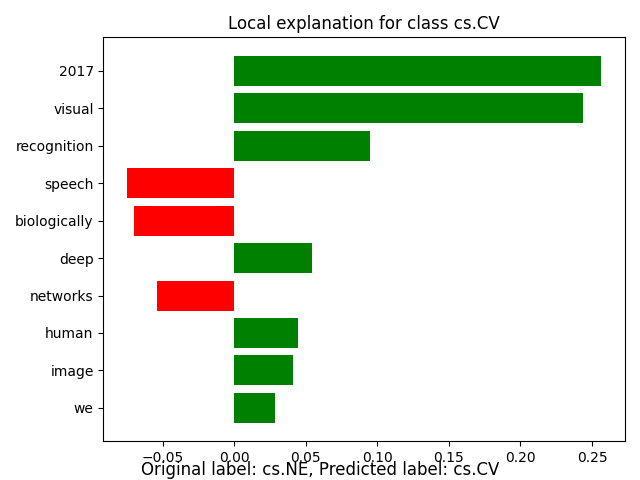 Local explanation for class cs.CV
2017
visual
recognition
speech
biologically
deep
networks
human
image
we
−0.05 0.00 0.05 0.10 0.15 0.20 0.25
Original label: cs.NE, Predicted label: cs.CV